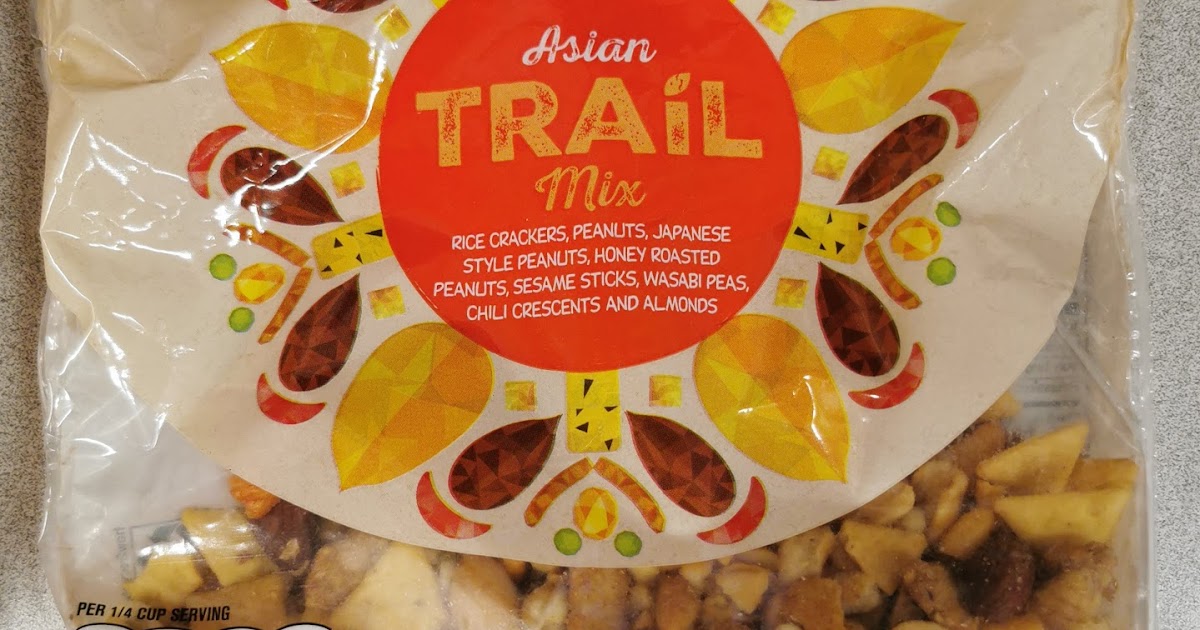 Asian
TRAiL
Mix
RICE CRACKERS, PEANUTS, JAPANESE
STYLE PEANUTS, HONEY ROASTED
PEANUTS, SESAME STICKS, WASABI PEAS,
CHILI CRESCENTS AND ALMONDS
PER 1/4 CUP SERVING